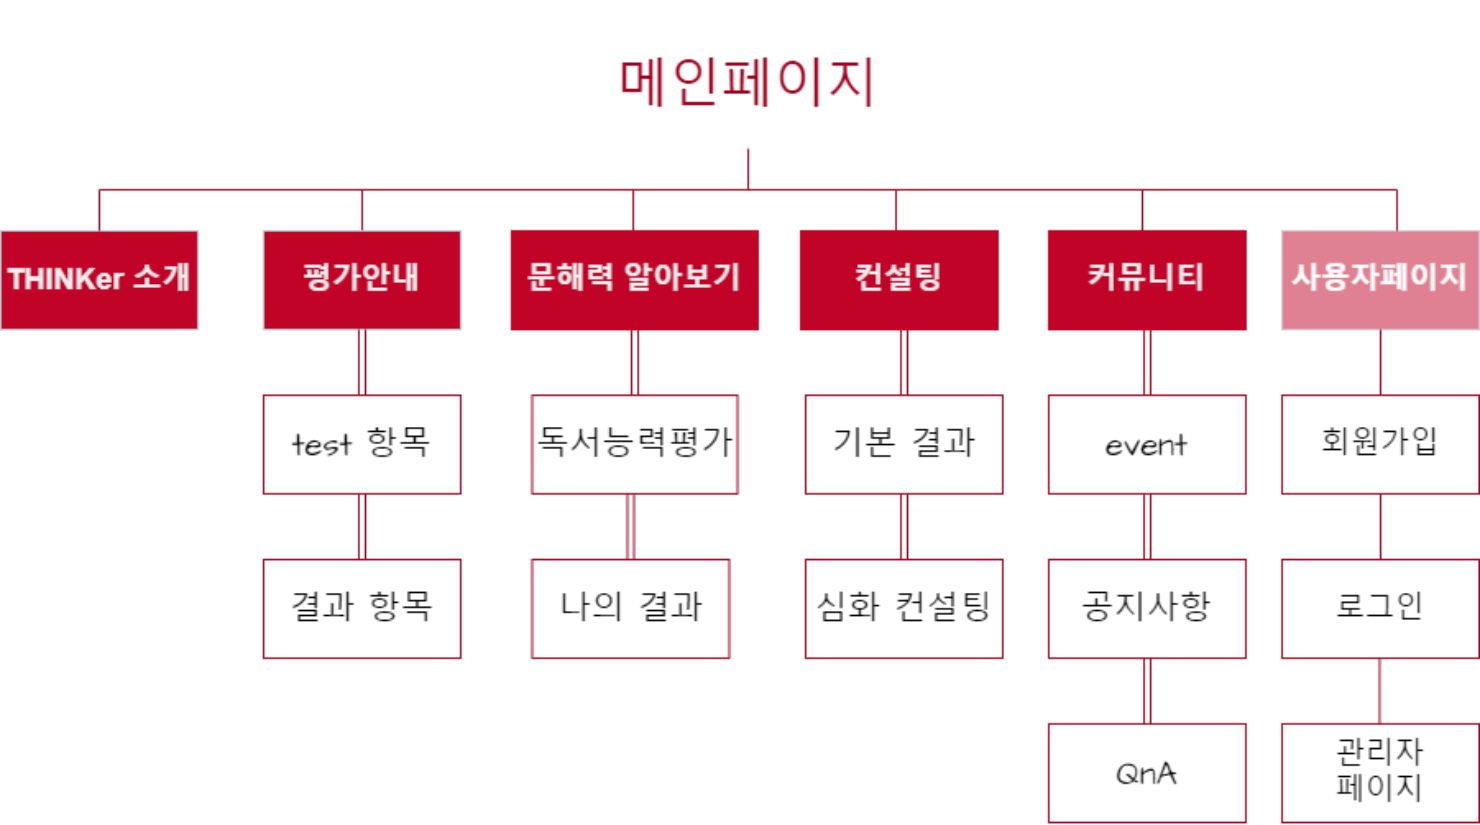 메인페이지
THINKer 소개
평가안내
문해력 알아보기
컨설팅
커뮤니티
사용자페이지
test 항목
독서능력평가
기본 결과
event
회원가입
결과 항목
나의 결과
심화 컨설팅
공지사항
로그인
QnA
관리자
페이지